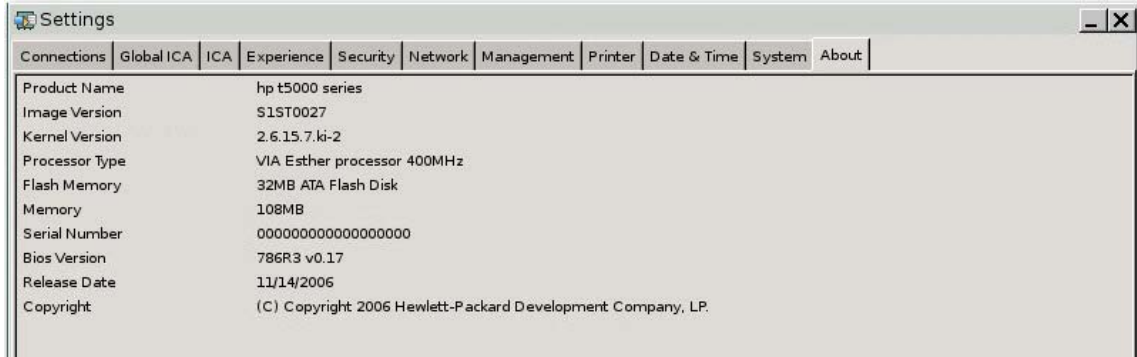 Settings
Connections Global ICA ICA Experience Security Network Management Printer Date & Time System About
Product Name hp t5000 series
Image Version S1ST0027
Kernel Version 2.6.15.7.ki-2
Processor Type VIA Esther processor 400MHz
Flash Memory 32MB ATA Flash Disk
Memory 108MB
Serial Number 000000000000000000
Bios Version 786R3 v0.17
Release Date 11/14/2006
Copyright (C) Copyright 2006 Hewlett-Packard Development Company, LP.